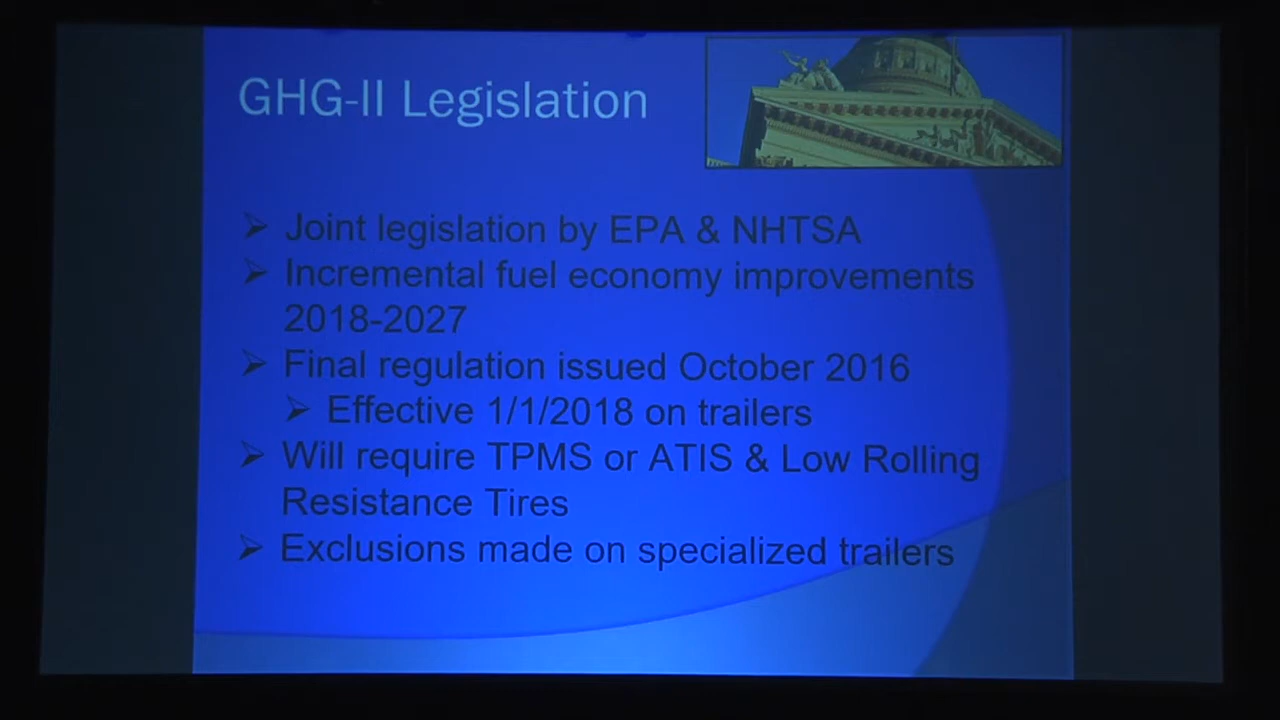 GHG-II Legislation
Joint legislation by EPA & NHTSA
Incremental fuel economy improvements
2018-2027
Final regulation issued October 2016
Effective 1/1/2018 on trailers
Will require TPMS or ATIS & Low Rolling
Resistance Tires
Exclusions made on specialized trailers